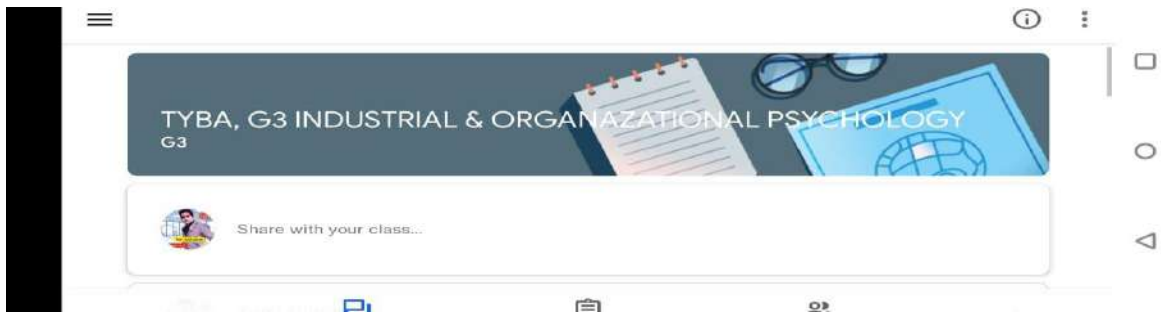 TYBA, G3 INDUSTRIAL & ORGANAZATIONAL PSYCHOLOGY
G3
Share with your class...